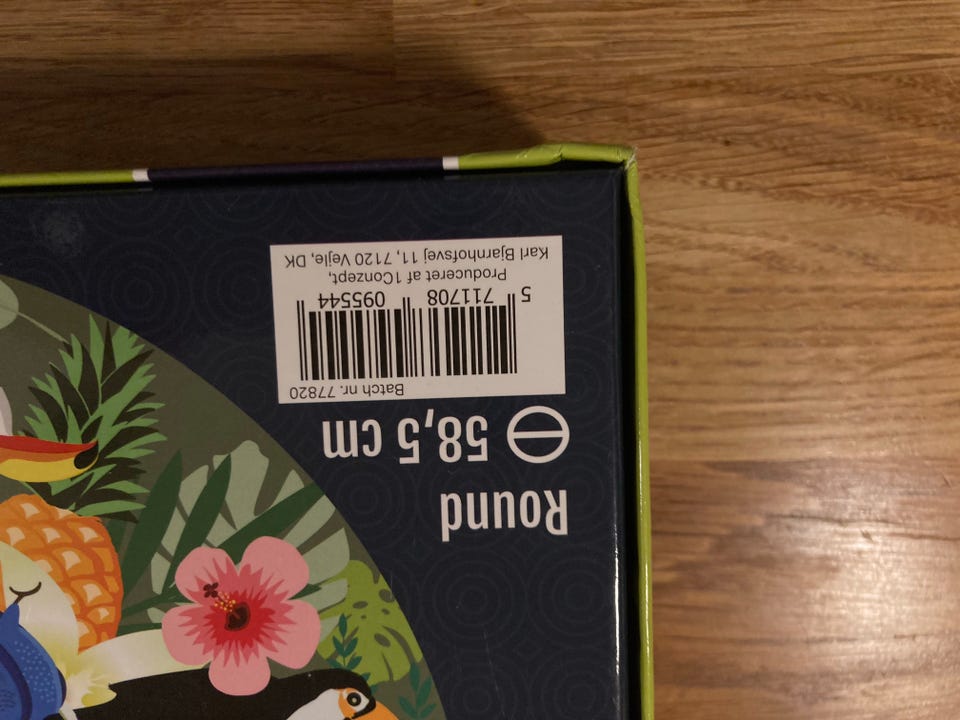 Round
58,5 cm
Batch nr. 77820
5 711708 095544
Produceret af 1Conzept,
Karl Bjarnhofsvej 11, 7120 Vejle, DK